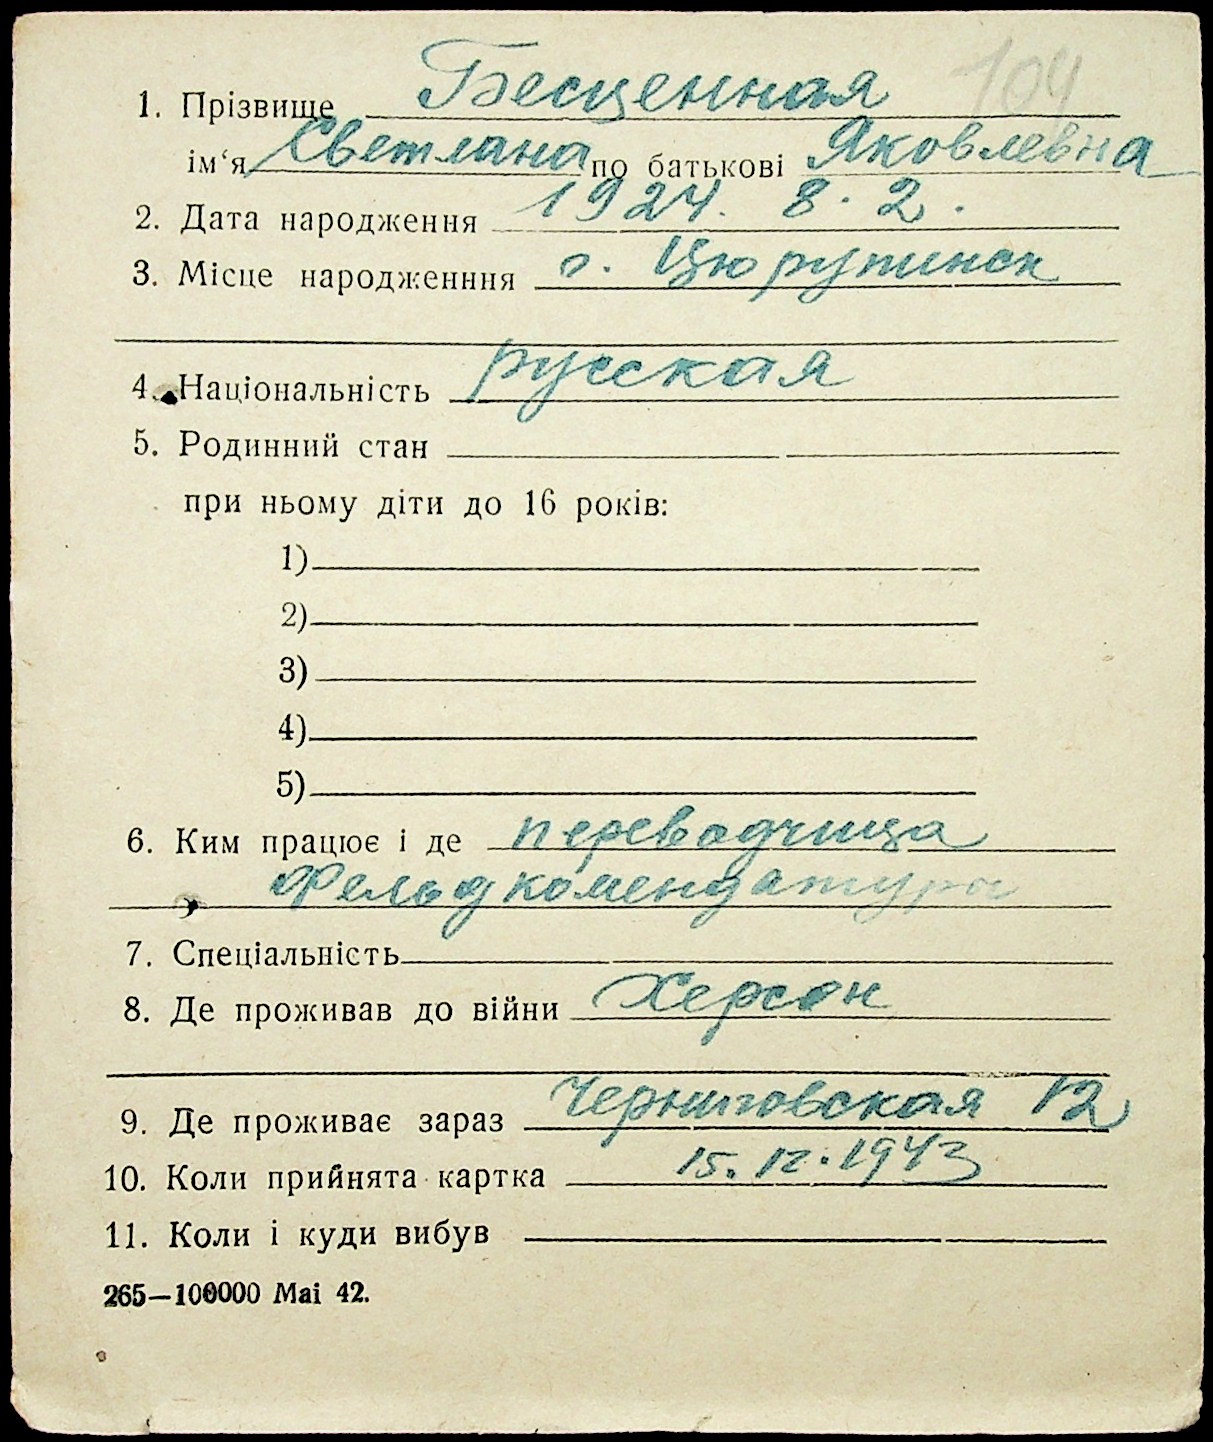 104
1. Прізвище Бесценная
ім‘я Светлана по батькові Яковлевна
2. Дата народження 1924. 8. 2.
3. Місце народженння г. Цюрупинск
4. Національність русская
5. Родинний стан
при ньому діти до 16 років:
1)
2)
3)
4)
5)
6. Ким працює і де переводчица
Фельдкомендатуры
7. Спеціальність
8. Де проживав до війни Херсон
9. Де проживає зараз Черниговская 12
10. Коли прийнята картка 15. 12. 1943
11. Коли і куди вибув
265—100000 Mai 42.